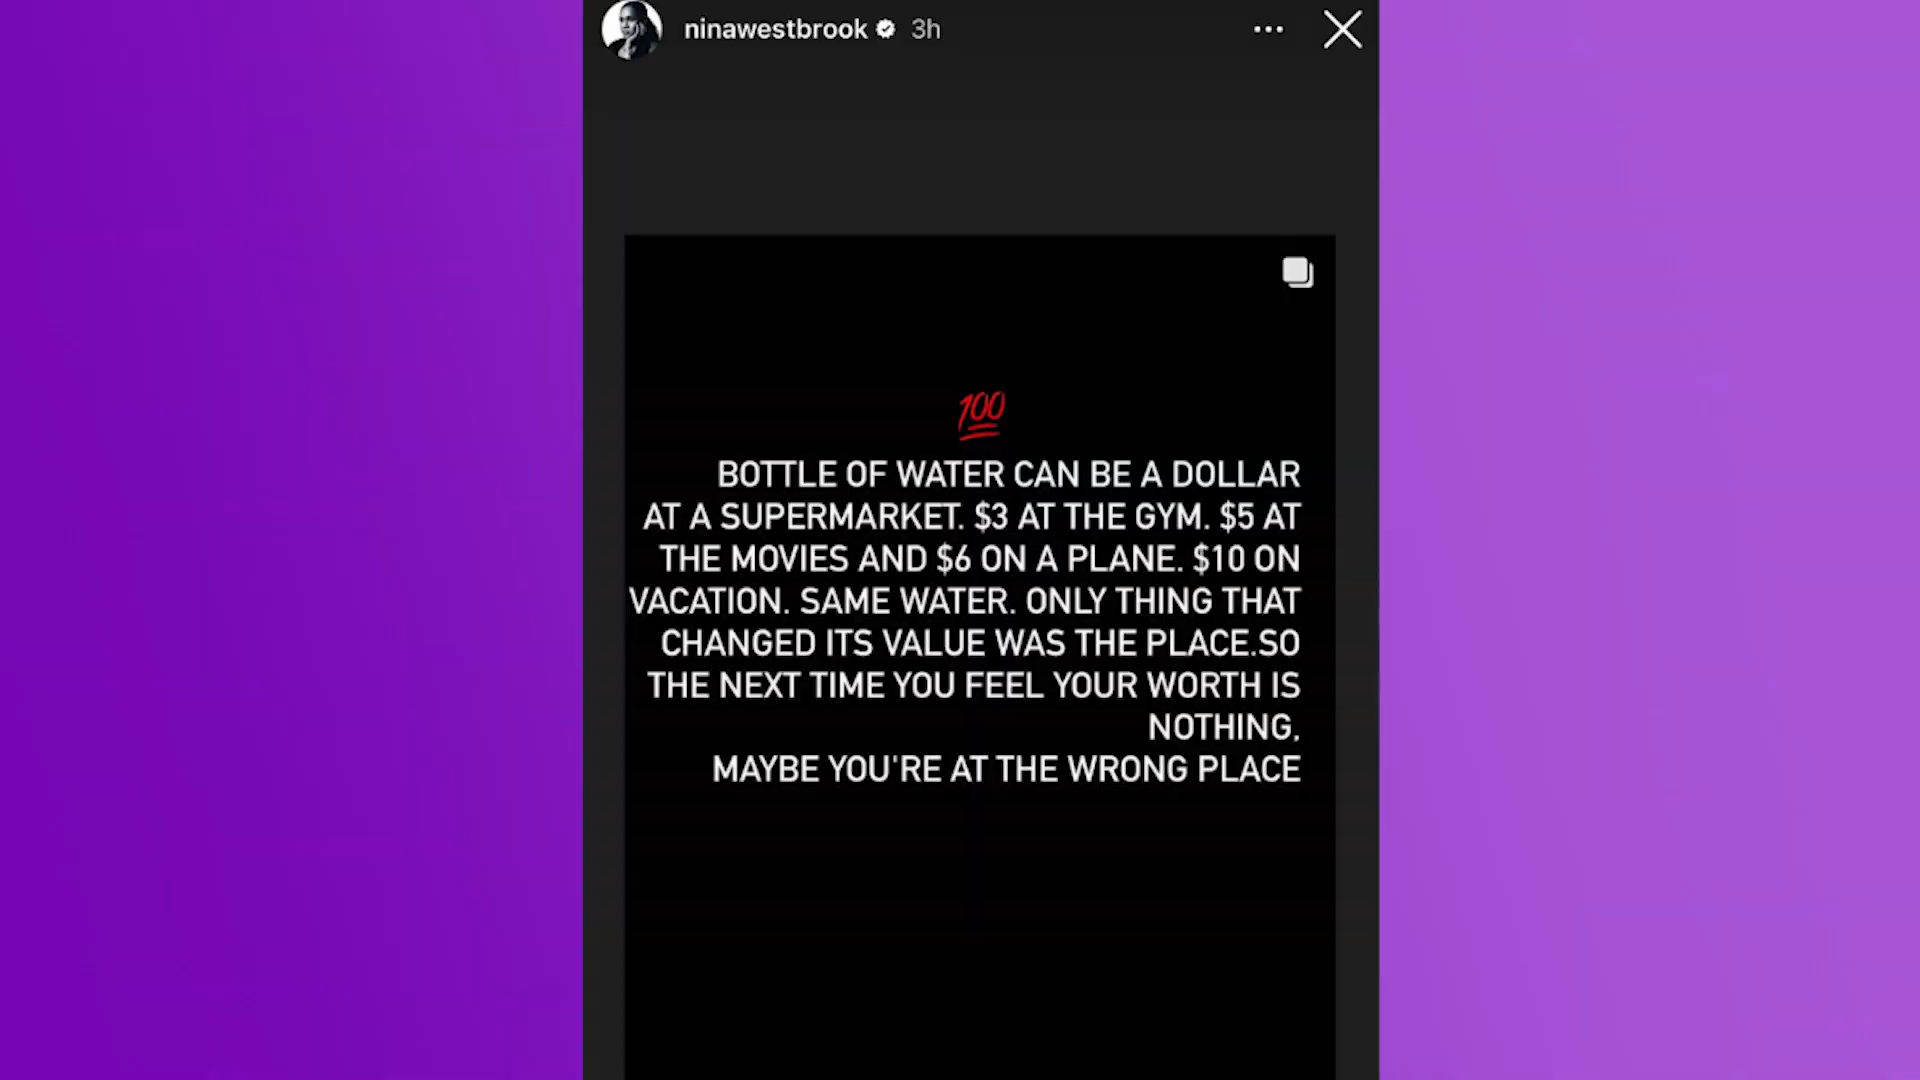 ninawestbrook 3h
💯
BOTTLE OF WATER CAN BE A DOLLAR
AT A SUPERMARKET. $3 AT THE GYM. $5 AT
THE MOVIES AND $6 ON A PLANE. $10 ON
VACATION. SAME WATER. ONLY THING THAT
CHANGED ITS VALUE WAS THE PLACE.SO
THE NEXT TIME YOU FEEL YOUR WORTH IS
NOTHING,
MAYBE YOU'RE AT THE WRONG PLACE